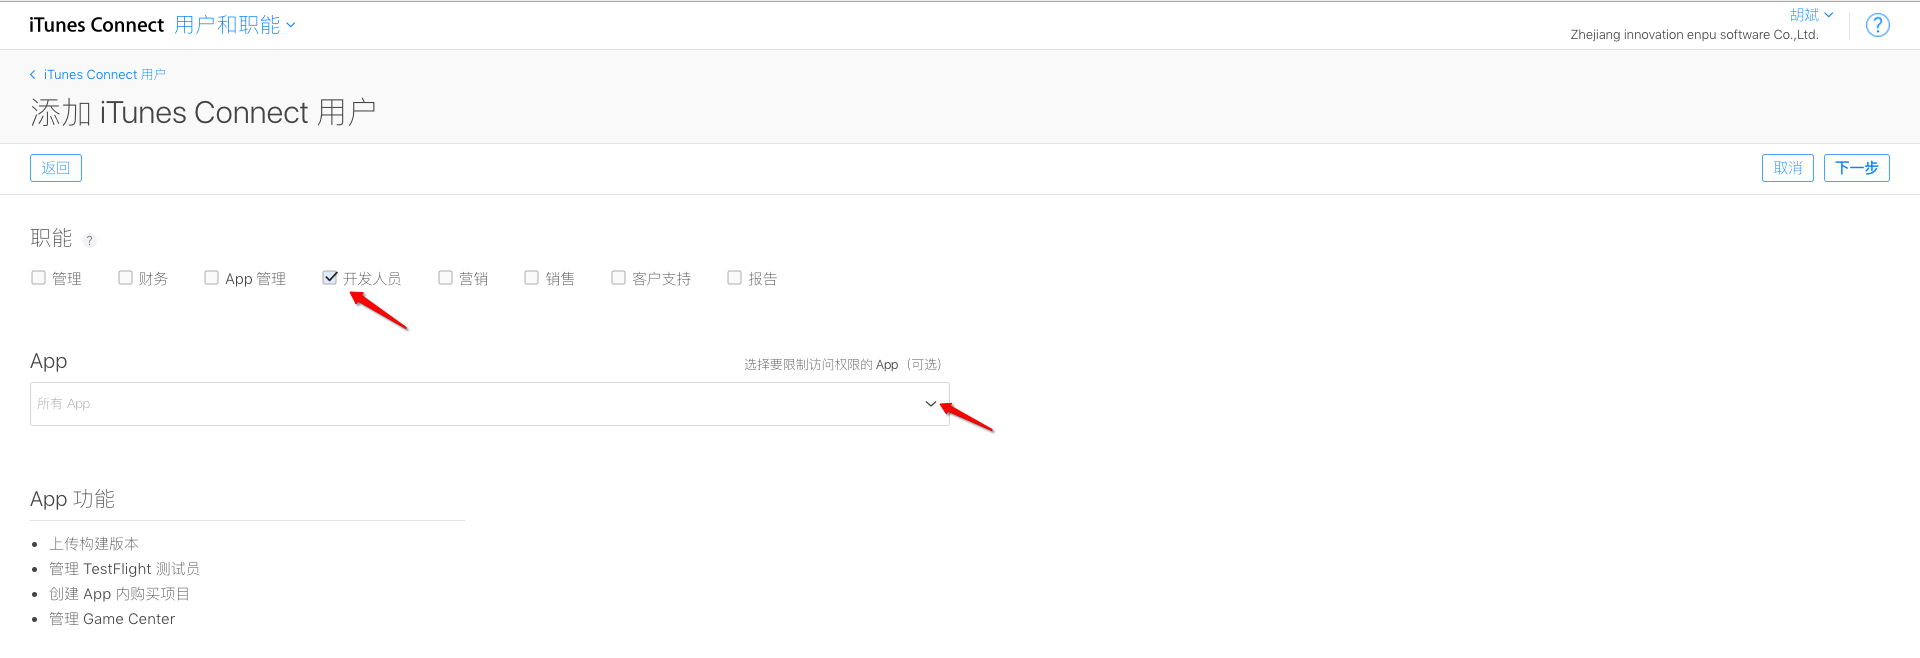 iTunes Connect 用户和职能
胡斌
Zhejiang innovation enpu software Co.,Ltd.
?
iTunes Connect 用户
添加 iTunes Connect 用户
返回
取消
下一步
职能 ?
管理 财务 App 管理 开发人员 营销 销售 客户支持 报告
App
选择要限制访问权限的 App（可选）
所有 App
App 功能
上传构建版本
管理 TestFlight 测试员
创建 App 内购买项目
管理 Game Center